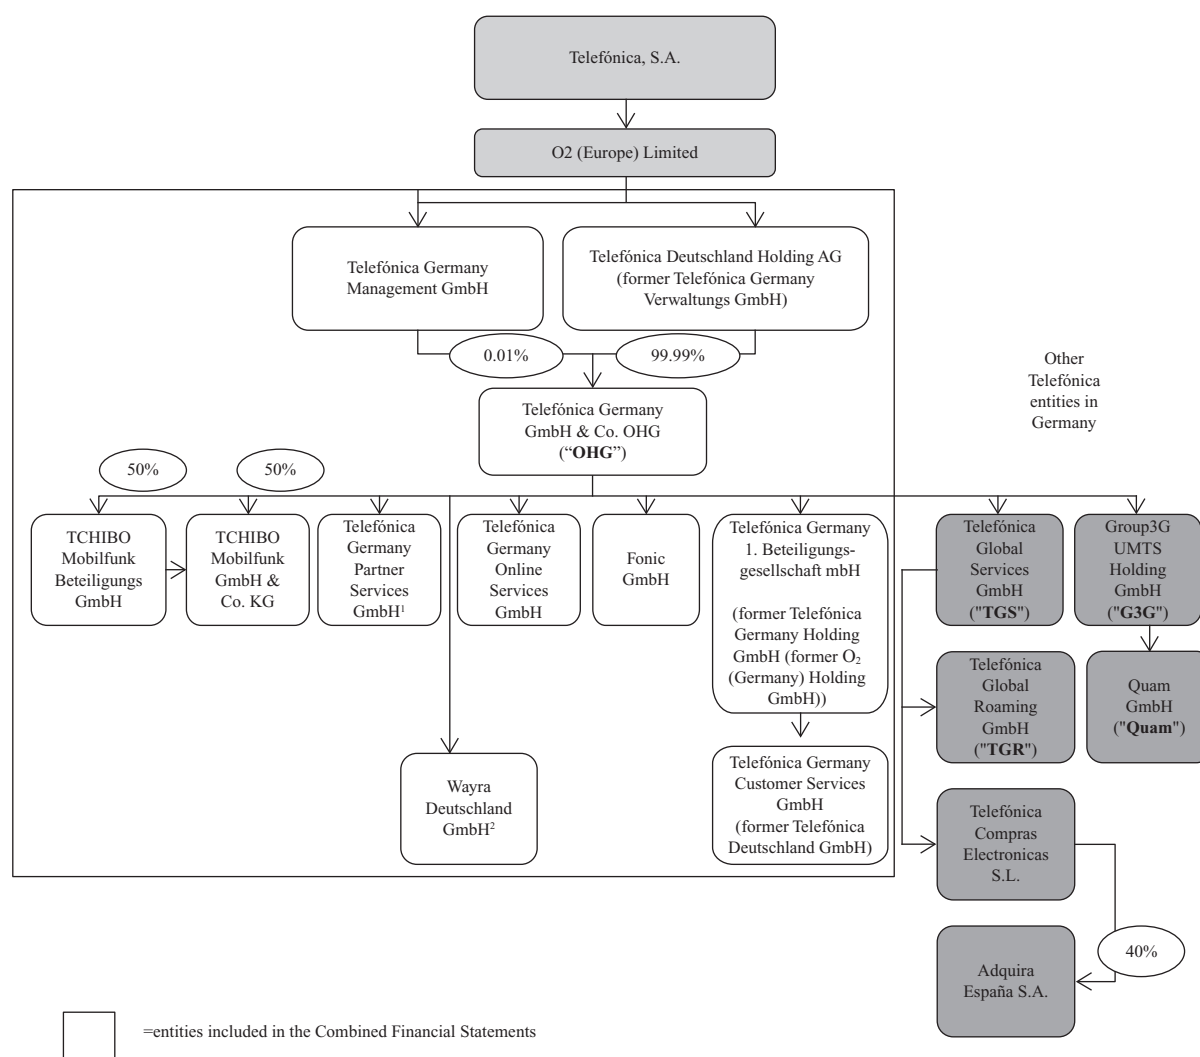 Telefónica, S.A.
O2 (Europe) Limited
Telefónica Germany
Management GmbH
Telefónica Deutschland Holding AG
(former Telefónica Germany
Verwaltungs GmbH)
0.01%
99.99%
Other
Telefónica
entities in
Germany
Telefónica Germany
GmbH & Co. OHG
(“OHG”)
50%
50%
TCHIBO
Mobilfunk
Beteiligungs
GmbH
TCHIBO
Mobilfunk
GmbH &
Co. KG
Telefónica
Germany
Partner
Services
GmbH¹
Telefónica
Germany
Online
Services
GmbH
Fonic
GmbH
Telefónica Germany
1. Beteiligungs-
gesellschaft mbH
(former Telefónica
Germany Holding
GmbH (former O₂
(Germany) Holding
GmbH))
Telefónica
Global
Services
GmbH
("TGS")
Group3G
UMTS
Holding
GmbH
("G3G")
Telefónica
Global
Roaming
GmbH
("TGR")
Quam
GmbH
("Quam")
Wayra
Deutschland
GmbH²
Telefónica Germany
Customer Services
GmbH
(former Telefónica
Deutschland GmbH)
Telefónica
Compras
Electronicas
S.L.
40%
Adquira
España S.A.
=entities included in the Combined Financial Statements